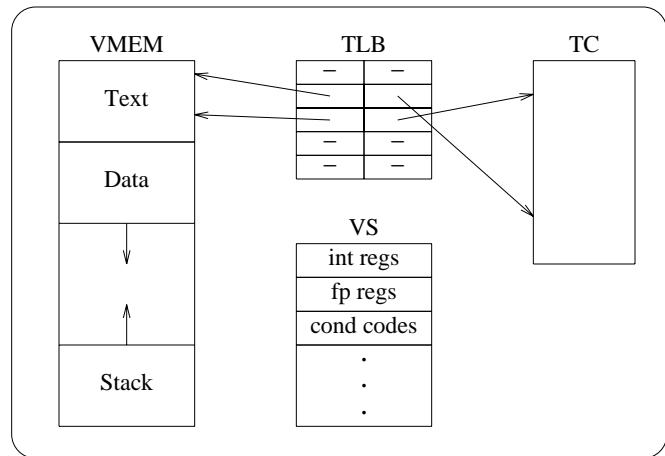 VMEM
TLB
TC
Text
Data
Stack
– –
– –
– –
VS
int regs
fp regs
cond codes
.
.
.